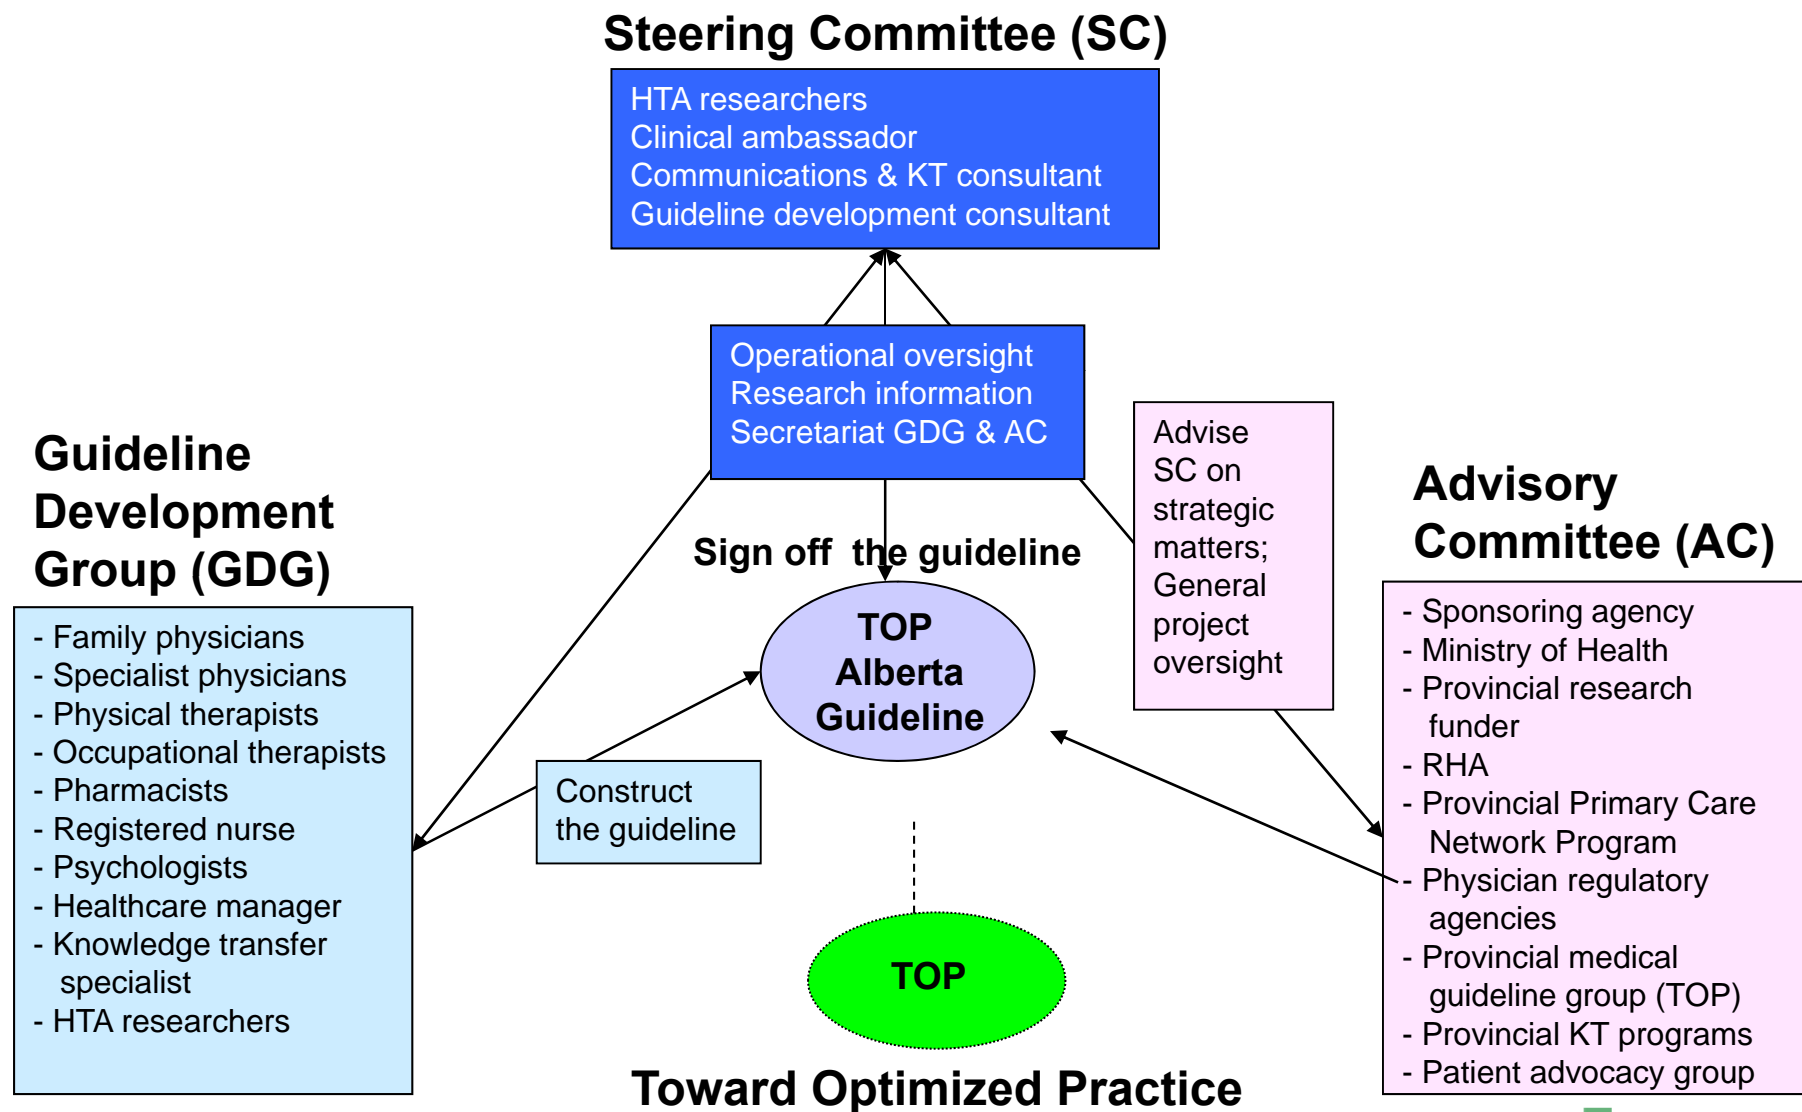 Steering Committee (SC)
HTA researchers
Clinical ambassador
Communications & KT consultant
Guideline development consultant
Operational oversight
Research information
Secretariat GDG & AC
Guideline
Development
Group (GDG)
- Family physicians
- Specialist physicians
- Physical therapists
- Occupational therapists
- Pharmacists
- Registered nurse
- Psychologists
- Healthcare manager
- Knowledge transfer
specialist
- HTA researchers
Construct
the guideline
Sign off the guideline
TOP
Alberta
Guideline
Advise
SC on
strategic
matters;
General
project
oversight
Advisory
Committee (AC)
- Sponsoring agency
- Ministry of Health
- Provincial research
funder
- RHA
- Provincial Primary Care
Network Program
- Physician regulatory
agencies
- Provincial medical
guideline group (TOP)
- Provincial KT programs
- Patient advocacy group
TOP
Toward Optimized Practice